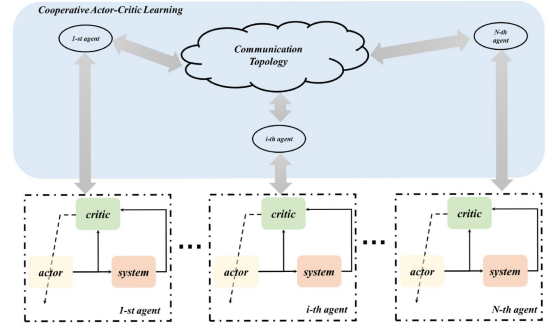 Cooperative Actor-Critic Learning
1-st agent
Communication
Topology
N-th
agent
i-th agent
critic
actor
system
1-st agent
critic
actor
system
i-th agent
critic
actor
system
N-th agent